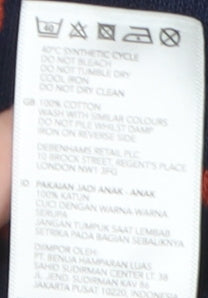 40
40°C SYNTHETIC CYCLE
DO NOT BLEACH
DO NOT TUMBLE DRY
COOL IRON
DO NOT DRY CLEAN
GB 100% COTTON
WASH WITH SIMILAR COLOURS
DO NOT PILE WHILST DAMP
IRON ON REVERSE SIDE
DEBENHAMS RETAIL PLC
10 BROCK STREET, REGENT'S PLACE
LONDON NW1 3FG
ID PAKAIAN JADI ANAK - ANAK
100% KATUN
CUCI DENGAN WARNA-WARNA
SERUPA
JANGAN TUMPUK SAAT LEMBAB
SETRIKA PADA BAGIAN SEBALIKNYA
DIIMPOR OLEH:
PT. BENUA HAMPARAN LUAS
SAHID SUDIRMAN CENTER LT. 38
JL. JEND. SUDIRMAN KAV 86
JAKARTA PUSAT 10220, INDONESIA